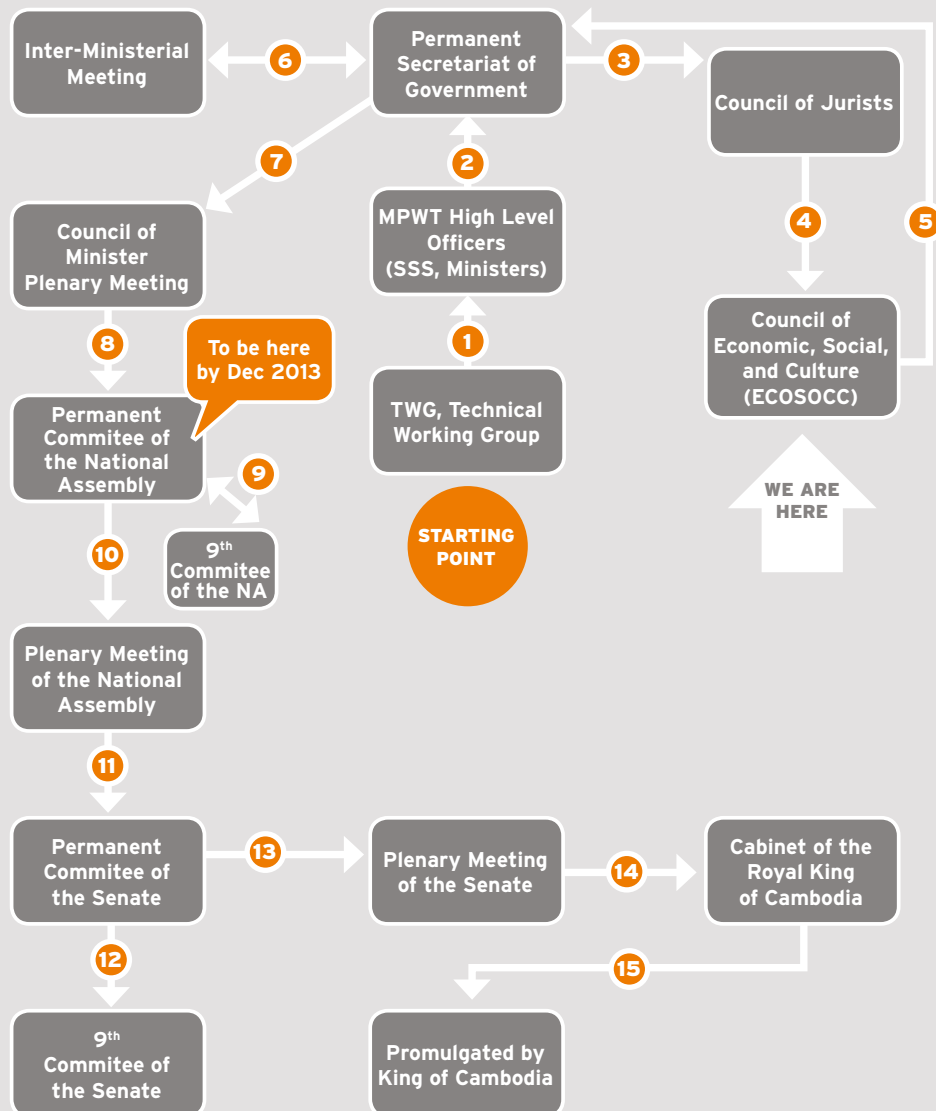 Inter-Ministerial
Meeting
6
Permanent
Secretariat of
Government
3
Council of Jurists
7
2
4
5
Council of
Minister
Plenary Meeting
MPWT High Level
Officers
(SSS, Ministers)
8
To be here
by Dec 2013
1
Council of
Economic, Social,
and Culture
(ECOSOCC)
Permanent
Commitee of
the National
Assembly
9
TWG, Technical
Working Group
WE ARE
HERE
STARTING
POINT
10
9th
Commitee
of the NA
Plenary Meeting
of the National
Assembly
11
Permanent
Commitee of
the Senate
13
Plenary Meeting
of the Senate
14
Cabinet of the
Royal King
of Cambodia
12
15
9th
Commitee of
the Senate
Promulgated by
King of Cambodia